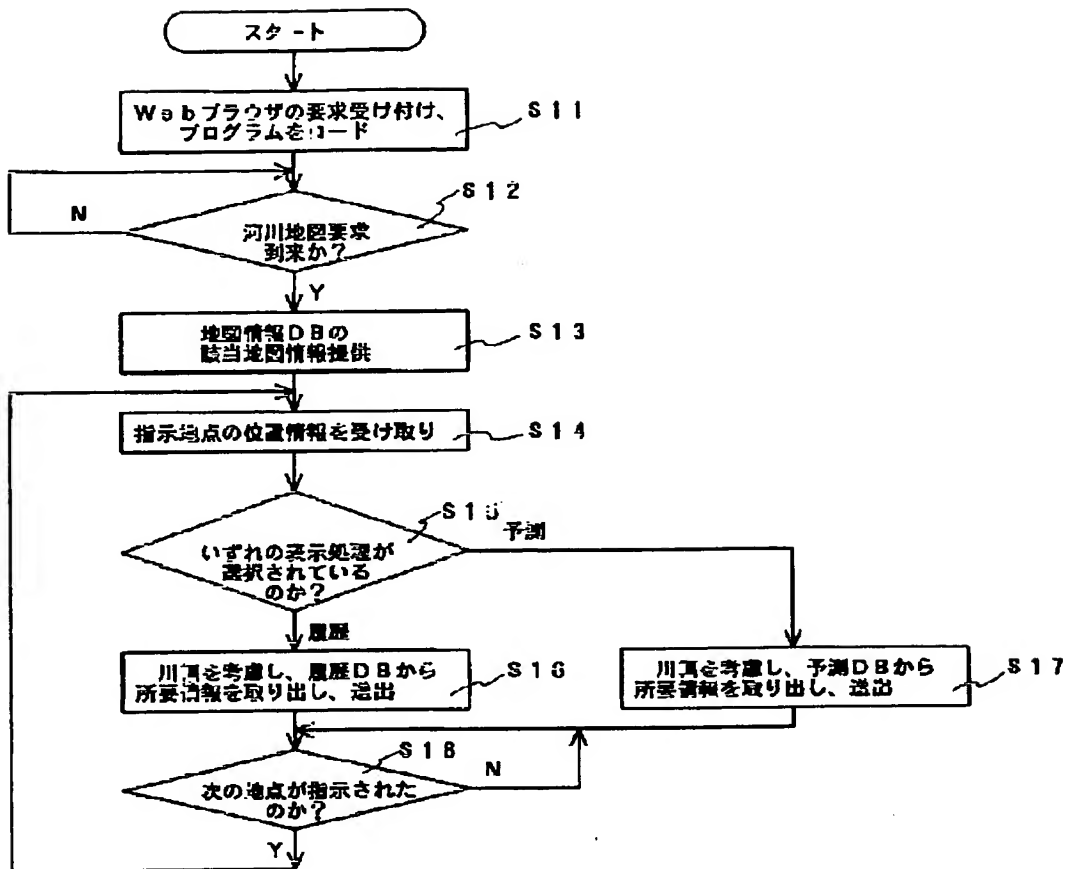 スタート
Webブラウザの要求受け付け、
プログラムをロード
S11
S12
N
河川地図要求
到来か？
Y
地図情報DBの
該当地図情報提供
S13
指示地点の位置情報を受け取り
S14
S15
予測
いずれの表示処理が
選択されている
のか？
履歴
川幅を考慮し、履歴DBから
所要情報を取り出し、送出
S16
川幅を考慮し、予測DBから
所要情報を取り出し、送出
S17
S18
N
次の地点が指示された
のか？
Y